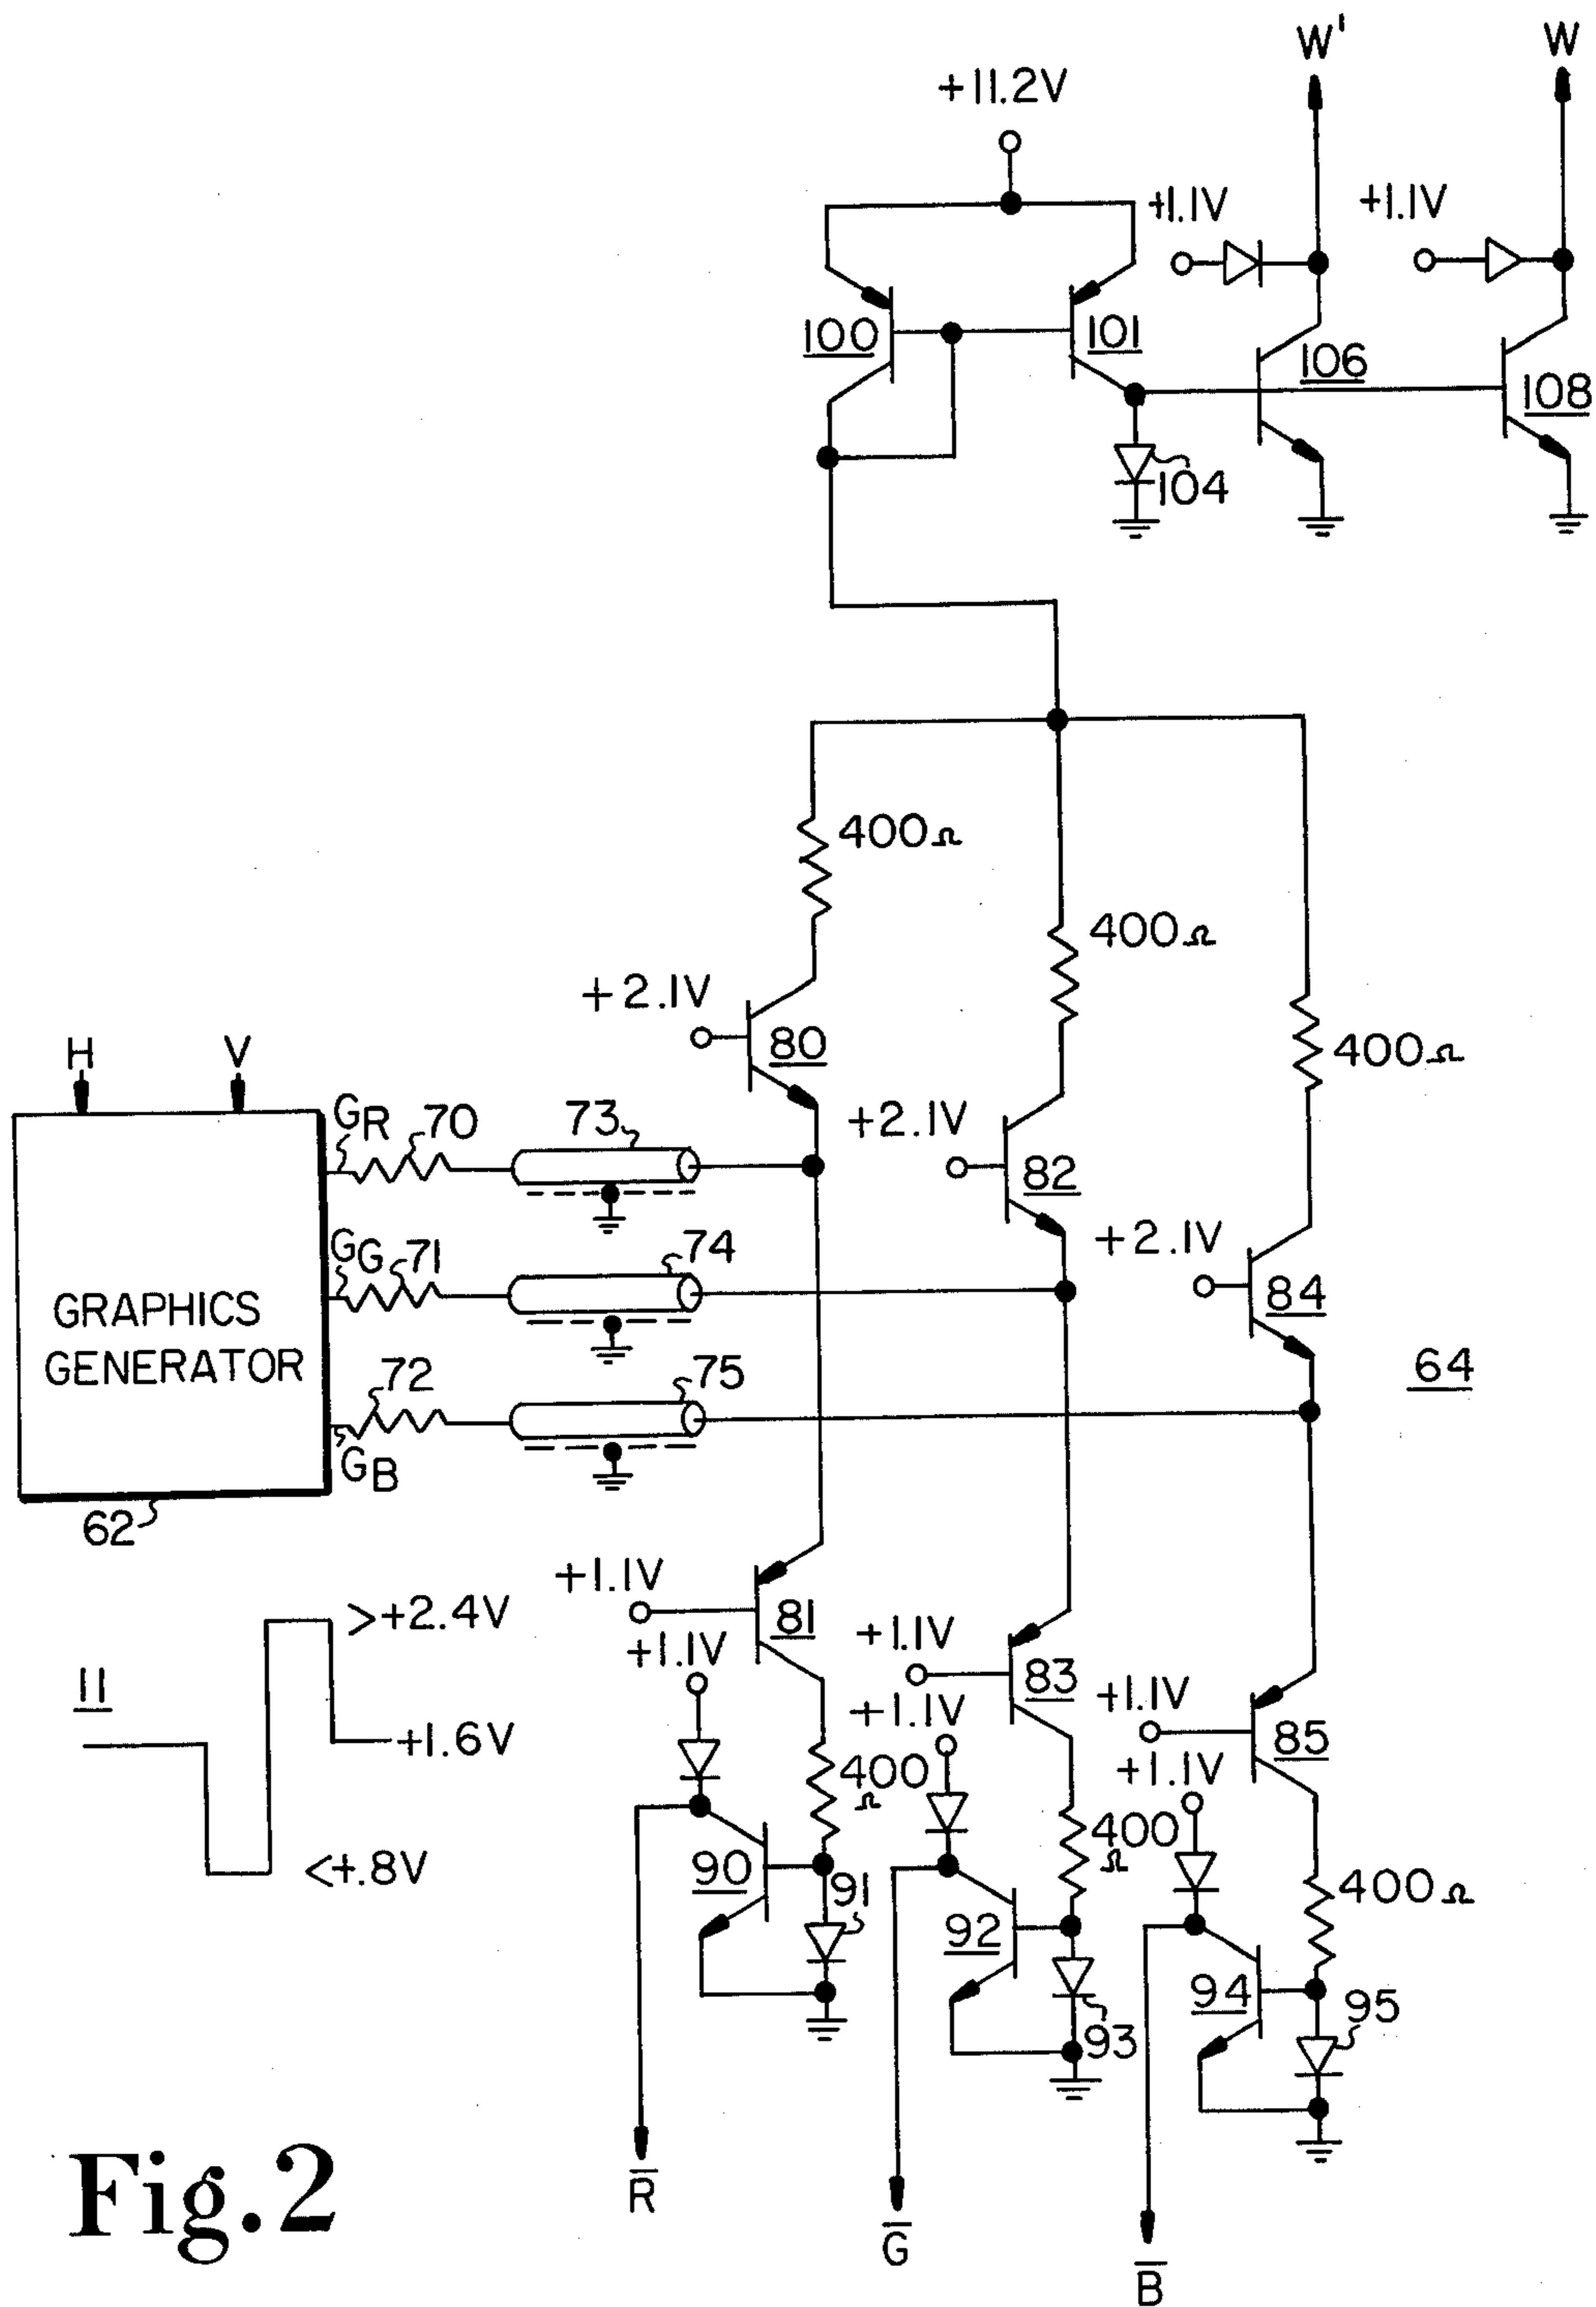 W'
W
+11.2V
+1.1V
+1.1V
100
101
106
108
104
400Ω
400Ω
400Ω
+2.1V
80
H
V
GR
70
73
+2.1V
82
GG
71
74
+2.1V
84
GRAPHICS
GENERATOR
72
75
64
GB
62
+1.1V
81
>+2.4V
+1.1V
+1.1V
83
11
+1.6V
+1.1V
+1.1V
85
400
Ω
+1.1V
<+.8V
90
91
400
Ω
92
400Ω
93
94
95
Fig.2
R̅
G̅
B̅